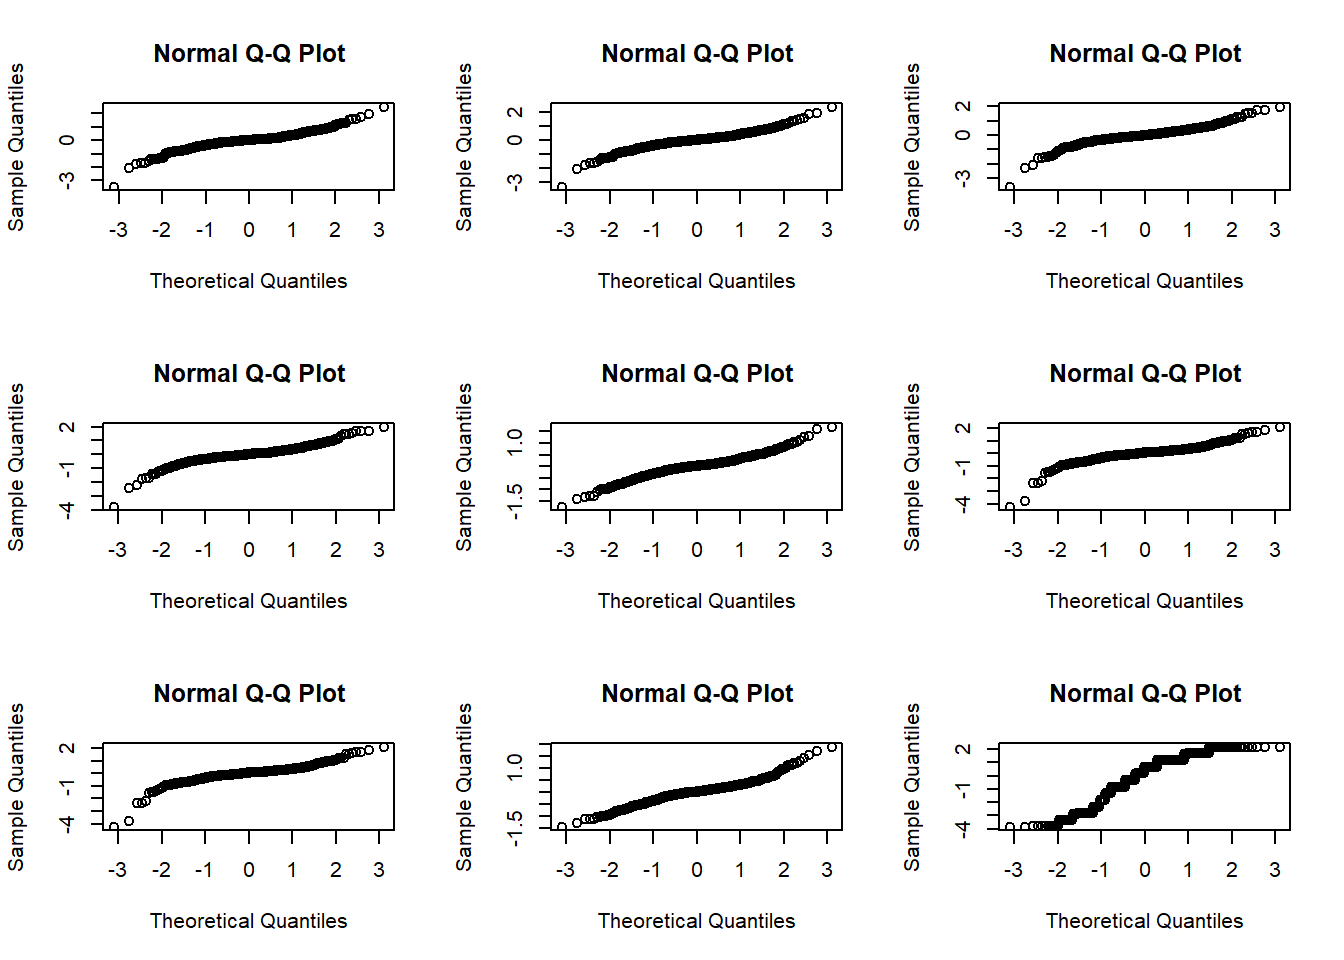 Normal Q-Q Plot
Sample Quantiles
0
-3
-3 -2 -1 0 1 2 3
Theoretical Quantiles
Normal Q-Q Plot
Sample Quantiles
2
0
-3
-3 -2 -1 0 1 2 3
Theoretical Quantiles
Normal Q-Q Plot
Sample Quantiles
2
0
-3
-3 -2 -1 0 1 2 3
Theoretical Quantiles
Normal Q-Q Plot
Sample Quantiles
2
-1
-4
-3 -2 -1 0 1 2 3
Theoretical Quantiles
Normal Q-Q Plot
Sample Quantiles
1.0
-1.5
-3 -2 -1 0 1 2 3
Theoretical Quantiles
Normal Q-Q Plot
Sample Quantiles
2
-1
-4
-3 -2 -1 0 1 2 3
Theoretical Quantiles
Normal Q-Q Plot
Sample Quantiles
2
-1
-4
-3 -2 -1 0 1 2 3
Theoretical Quantiles
Normal Q-Q Plot
Sample Quantiles
1.0
-1.5
-3 -2 -1 0 1 2 3
Theoretical Quantiles
Normal Q-Q Plot
Sample Quantiles
2
-1
-4
-3 -2 -1 0 1 2 3
Theoretical Quantiles